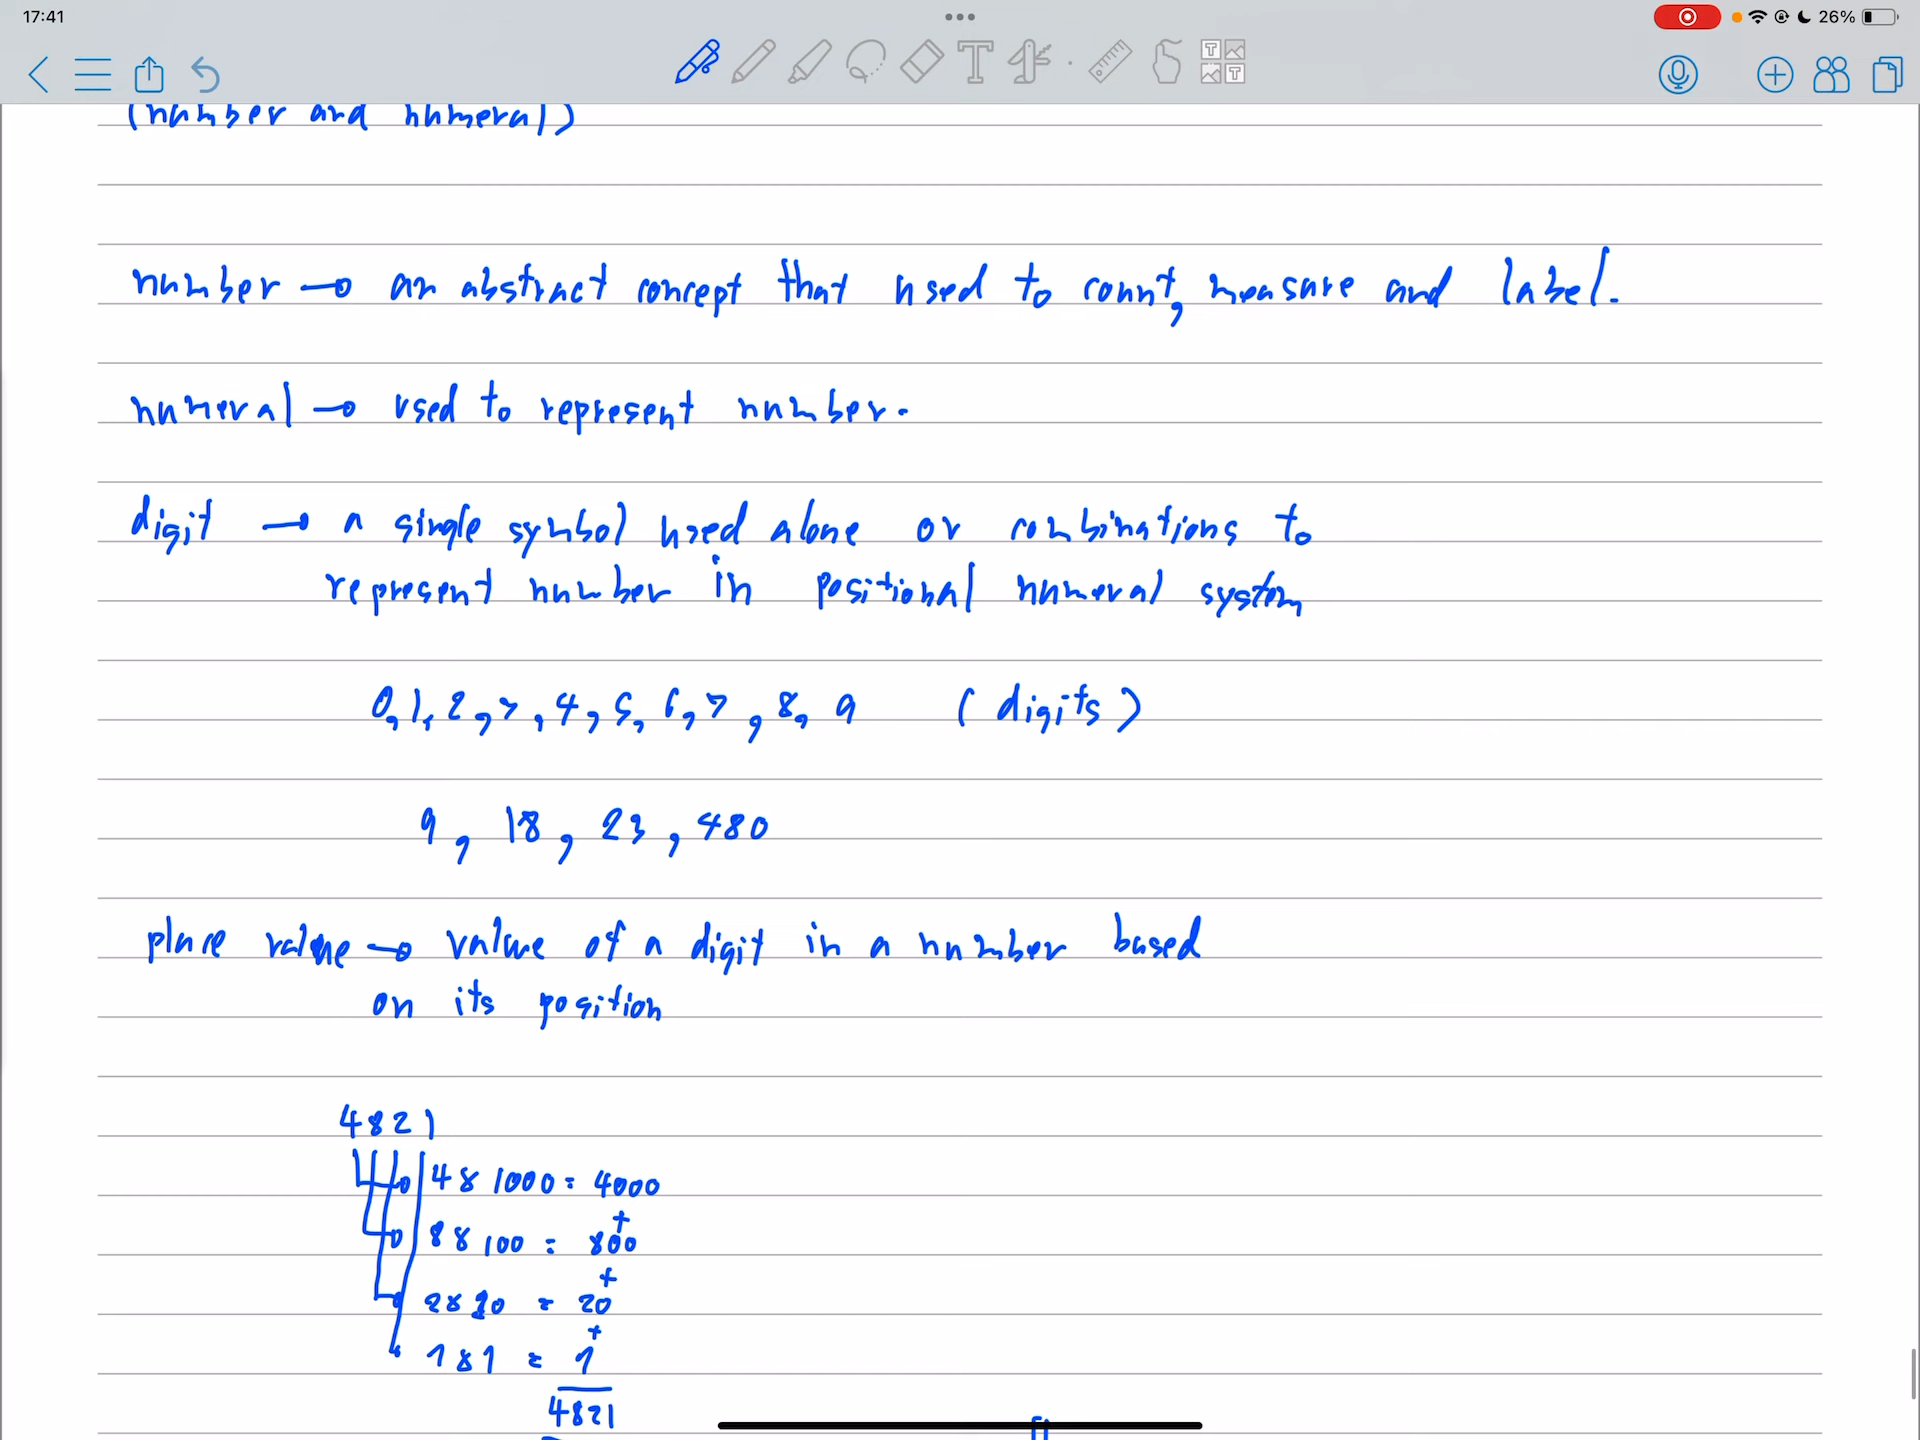 17:41
26%
(number and numeral)
number → an abstract concept that used to count, measure and label.
numeral → used to represent number.
digit → a single symbol used alone or combinations to
represent number in positional numeral system
0, 1, 2, 3, 4, 5, 6, 7, 8, 9 (digits)
9, 18, 23, 480
place value → value of a digit in a number based
on its position
4821
4 x 1000 = 4000
+
8 x 100 = 800
+
2 x 10 = 20
+
1 x 1 = 1
4821